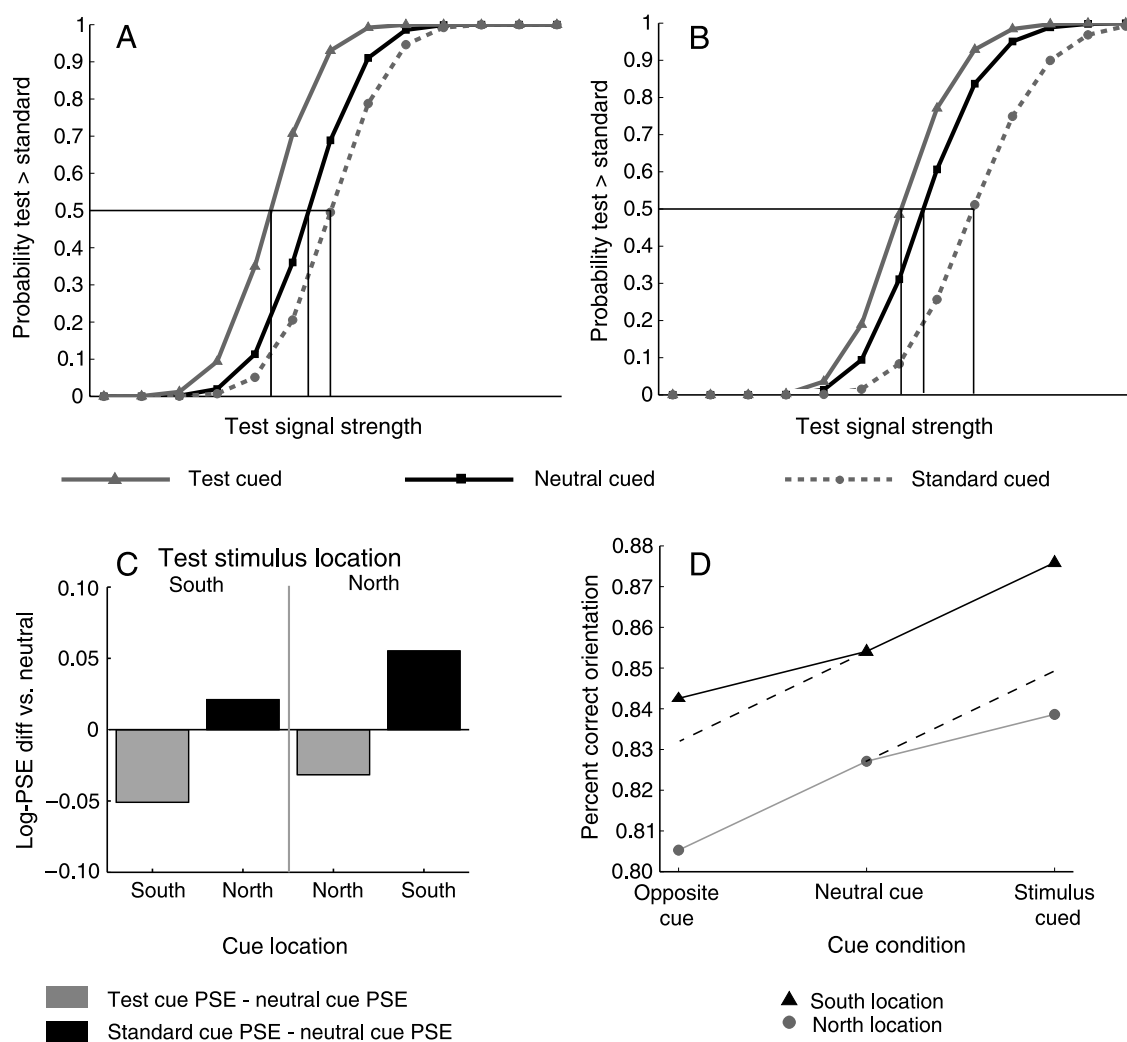 A
Probability test > standard
1
0.9
0.8
0.7
0.6
0.5
0.4
0.3
0.2
0.1
0
Test signal strength
B
Probability test > standard
1
0.9
0.8
0.7
0.6
0.5
0.4
0.3
0.2
0.1
0
Test signal strength
Test cued
Neutral cued
Standard cued
C
Test stimulus location
South
North
Log-PSE diff vs. neutral
0.10
0.05
0
−0.05
−0.10
South
North
North
South
Cue location
Test cue PSE - neutral cue PSE
Standard cue PSE - neutral cue PSE
D
Percent correct orientation
0.88
0.87
0.86
0.85
0.84
0.83
0.82
0.81
0.80
Opposite
cue
Neutral cue
Stimulus
cued
Cue condition
South location
North location